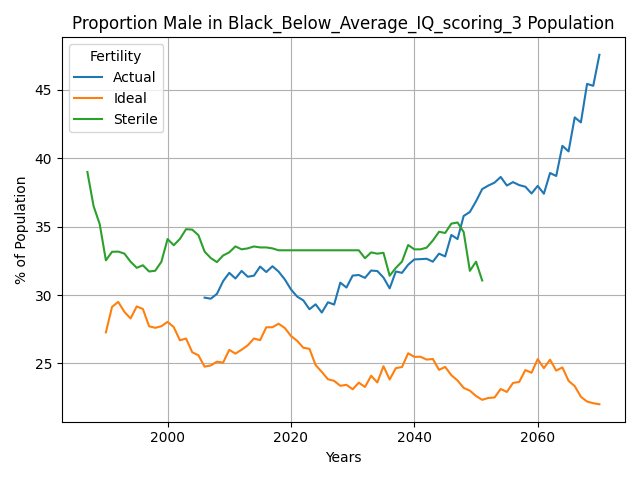 Proportion Male in Black_Below_Average_IQ_scoring_3 Population
Fertility
Actual
Ideal
Sterile
% of Population
45
40
35
30
25
2000
2020
2040
2060
Years